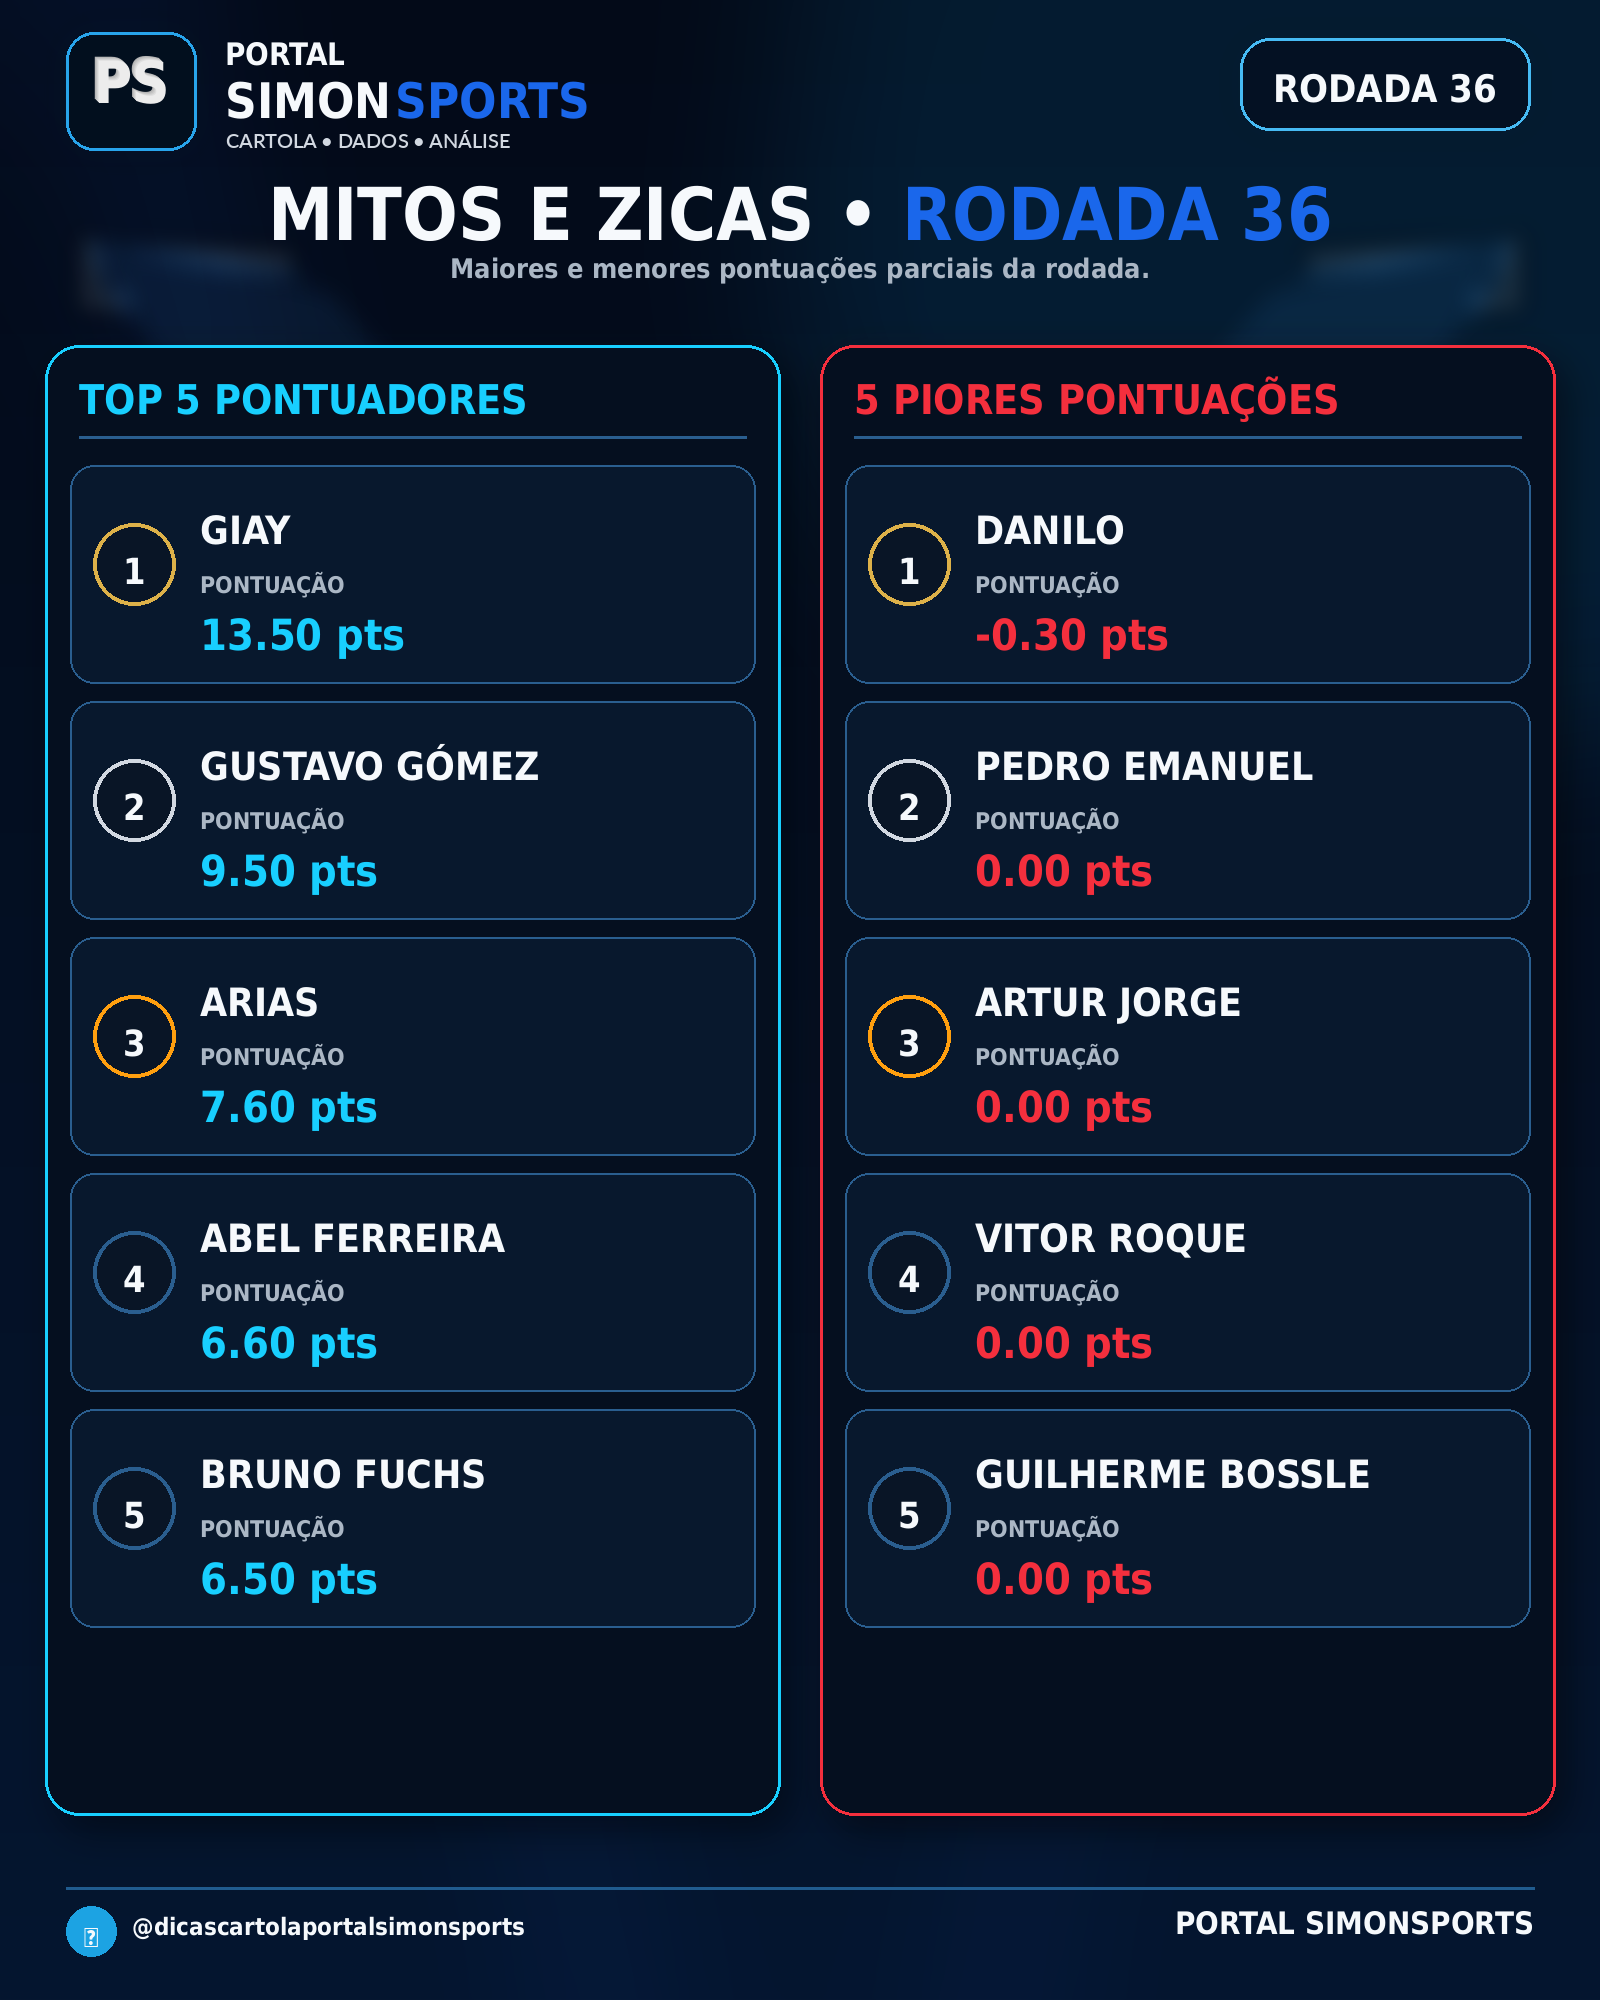 PS
PORTAL
SIMONSPORTS
CARTOLA • DADOS • ANÁLISE
RODADA 36
MITOS E ZICAS • RODADA 36
Maiores e menores pontuações parciais da rodada.
TOP 5 PONTUADORES
1
GIAY
PONTUAÇÃO
13.50 pts
2
GUSTAVO GÓMEZ
PONTUAÇÃO
9.50 pts
3
ARIAS
PONTUAÇÃO
7.60 pts
4
ABEL FERREIRA
PONTUAÇÃO
6.60 pts
5
BRUNO FUCHS
PONTUAÇÃO
6.50 pts
5 PIORES PONTUAÇÕES
1
DANILO
PONTUAÇÃO
-0.30 pts
2
PEDRO EMANUEL
PONTUAÇÃO
0.00 pts
3
ARTUR JORGE
PONTUAÇÃO
0.00 pts
4
VITOR ROQUE
PONTUAÇÃO
0.00 pts
5
GUILHERME BOSSLE
PONTUAÇÃO
0.00 pts
@dicascartolaportalsimonsports
PORTAL SIMONSPORTS